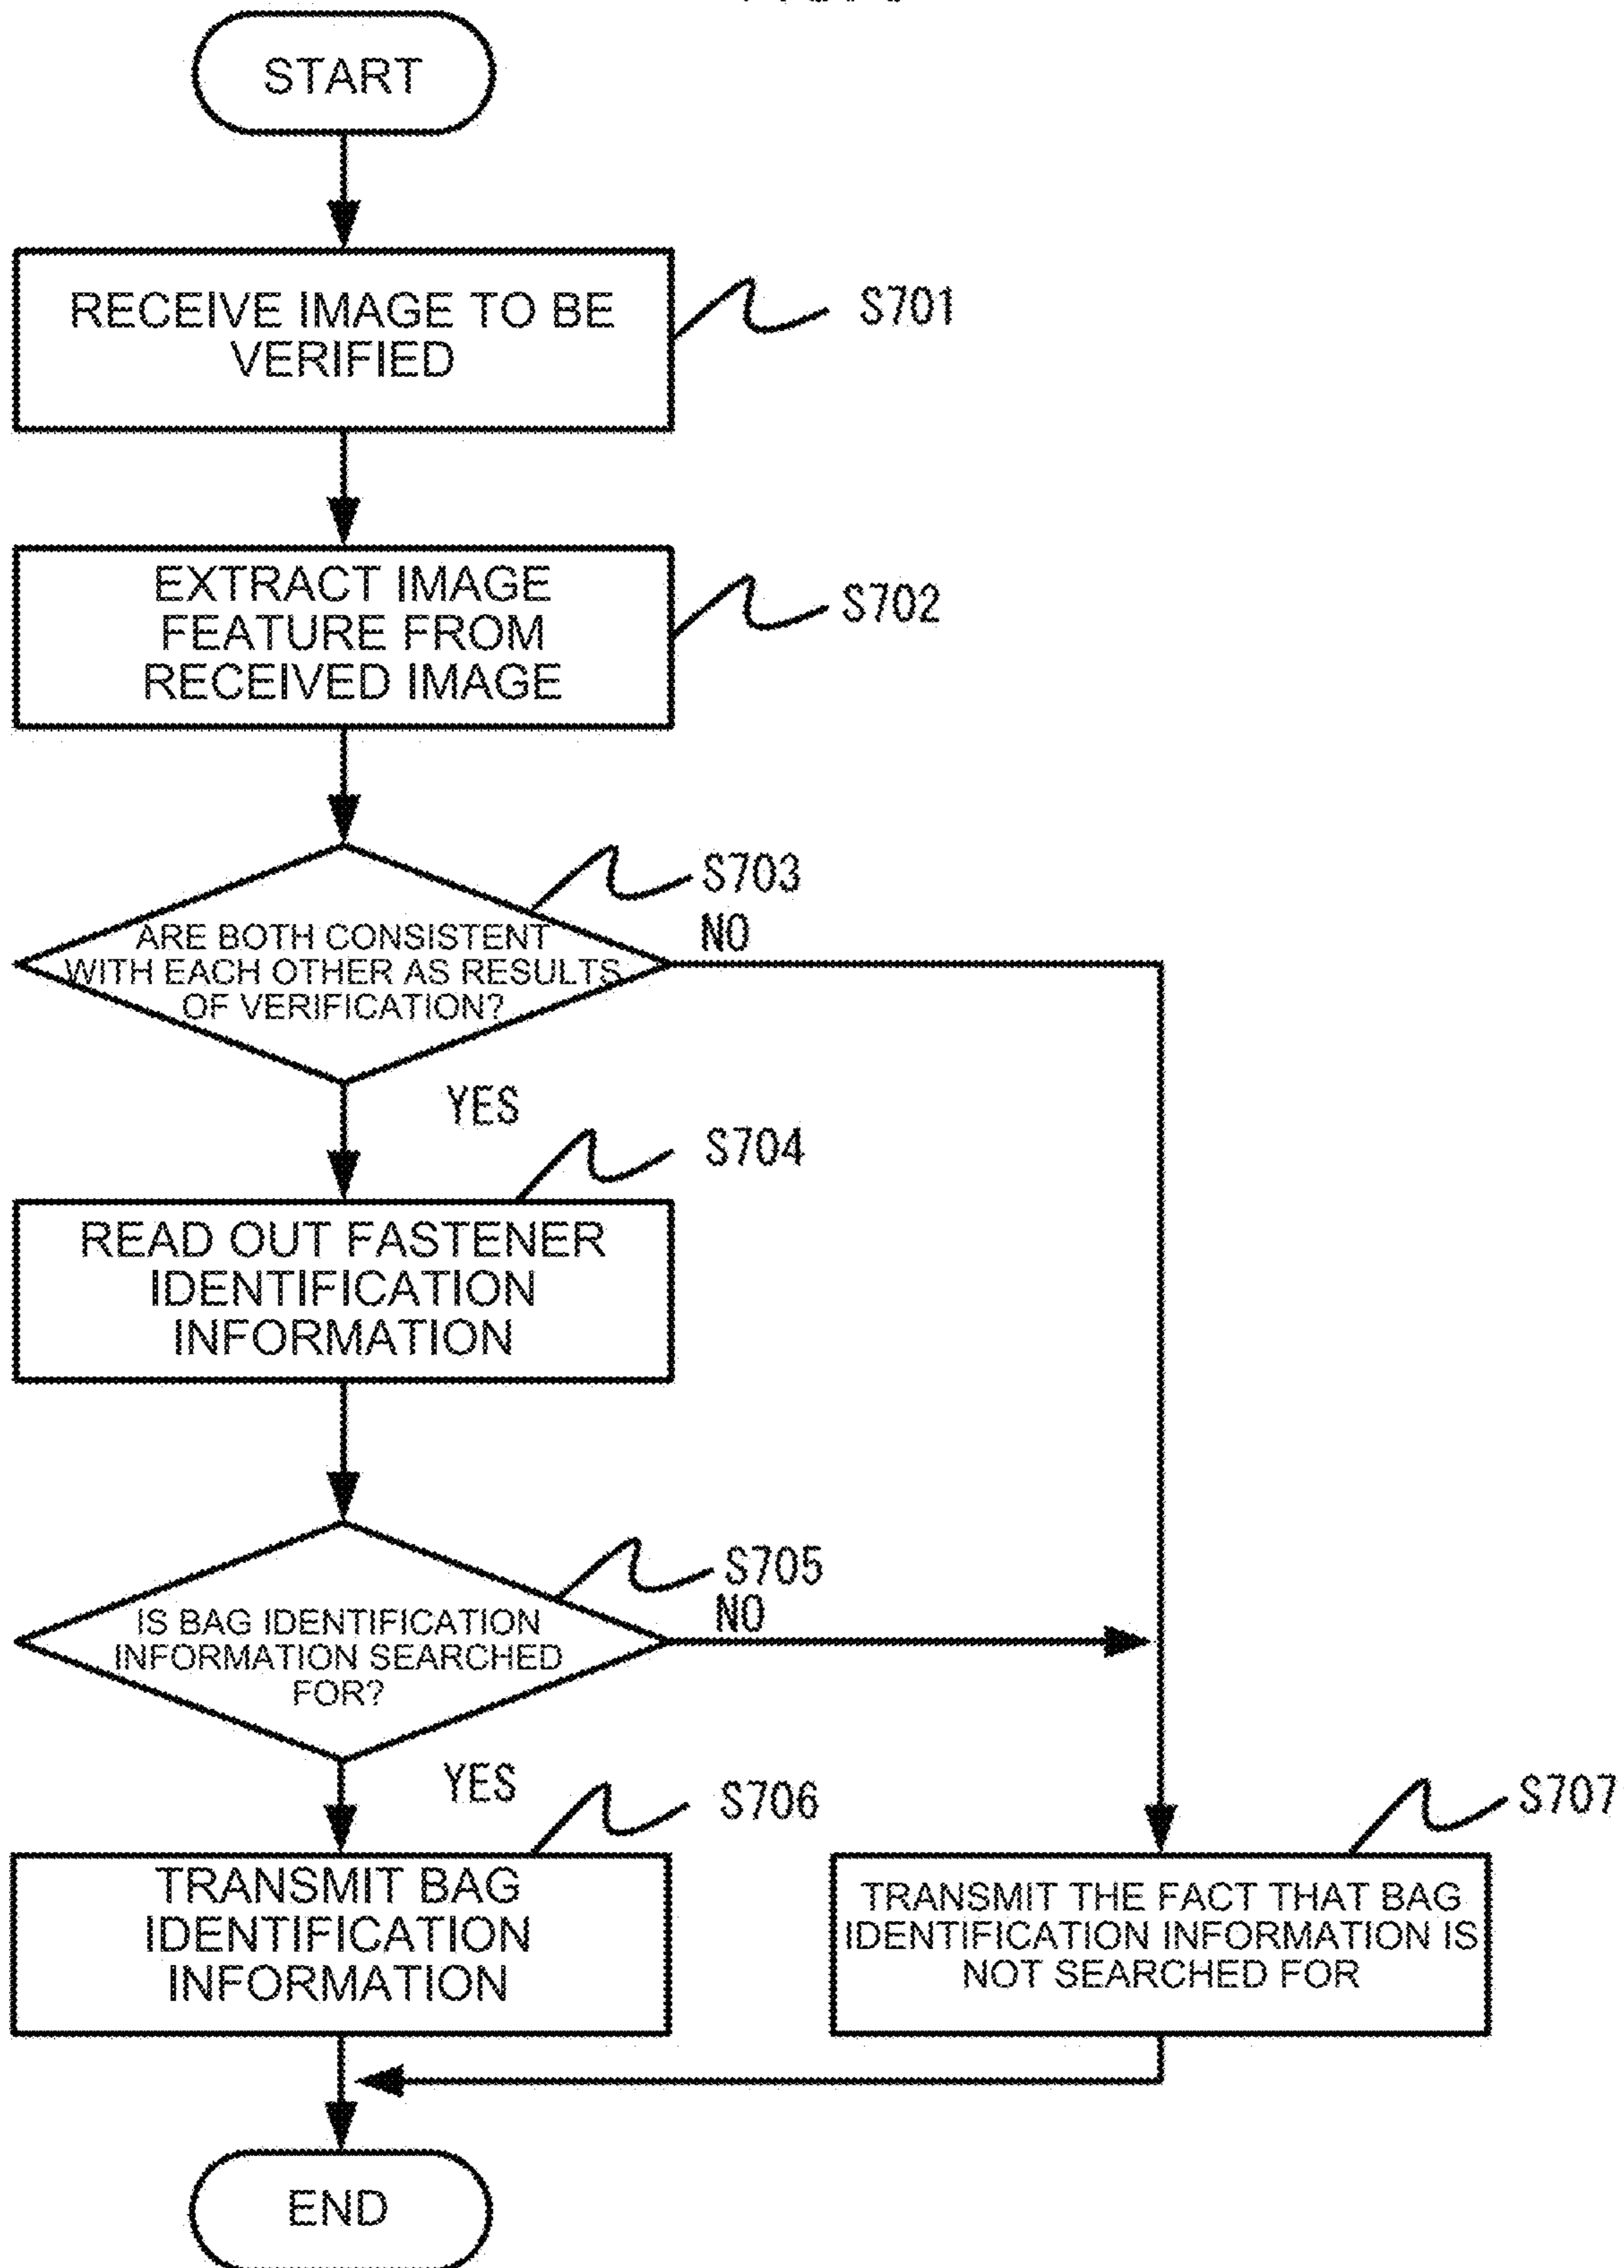 START
RECEIVE IMAGE TO BE
VERIFIED
S701
EXTRACT IMAGE
FEATURE FROM
RECEIVED IMAGE
S702
S703
ARE BOTH CONSISTENT
WITH EACH OTHER AS RESULTS
OF VERIFICATION?
NO
YES
S704
READ OUT FASTENER
IDENTIFICATION
INFORMATION
S705
IS BAG IDENTIFICATION
INFORMATION SEARCHED
FOR?
NO
YES
S706
TRANSMIT BAG
IDENTIFICATION
INFORMATION
S707
TRANSMIT THE FACT THAT BAG
IDENTIFICATION INFORMATION IS
NOT SEARCHED FOR
END